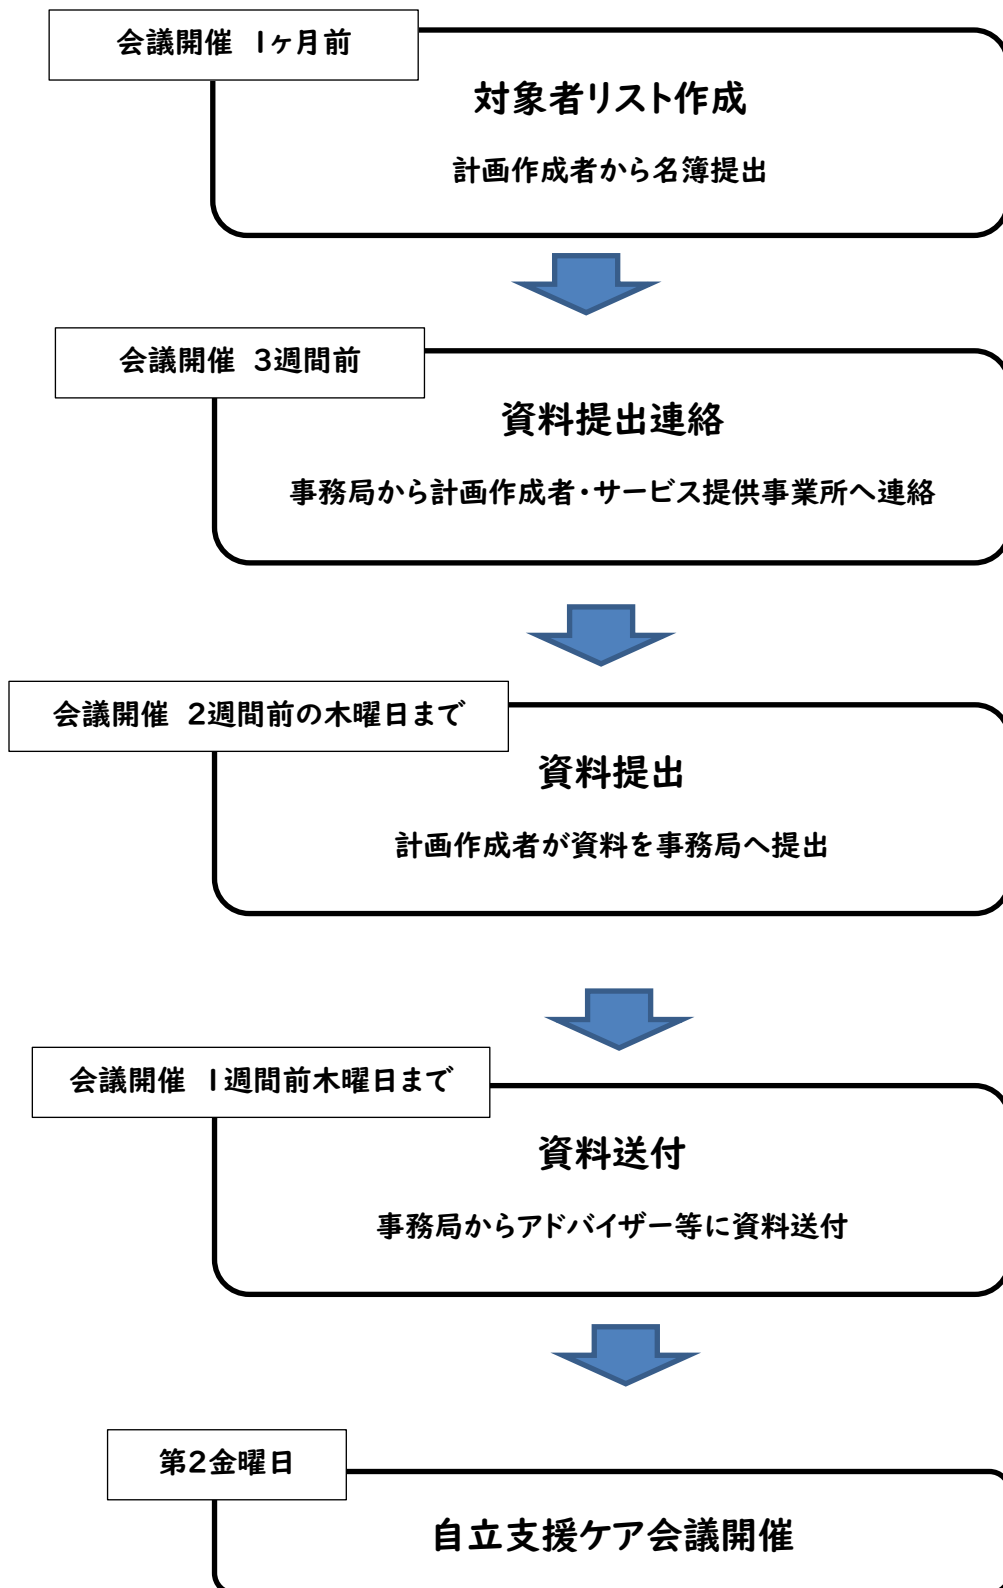 会議開催 1ヶ月前
対象者リスト作成
計画作成者から名簿提出
会議開催 3週間前
資料提出連絡
事務局から計画作成者・サービス提供事業所へ連絡
会議開催 2週間前の木曜日まで
資料提出
計画作成者が資料を事務局へ提出
会議開催 1週間前木曜日まで
資料送付
事務局からアドバイザー等に資料送付
第2金曜日
自立支援ケア会議開催